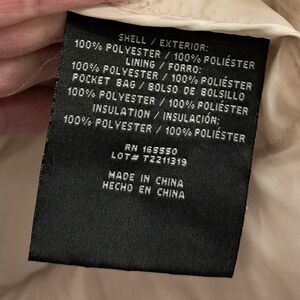 SHELL / EXTERIOR:
100% POLYESTER / 100% POLIÉSTER
LINING / FORRO:
100% POLYESTER / 100% POLIÉSTER
POCKET BAG / BOLSO DE BOLSILLO
100% POLYESTER / 100% POLIÉSTER
INSULATION / INSULACIÓN:
100% POLYESTER / 100% POLIÉSTER
RN 165550
LOT# T2211319
MADE IN CHINA
HECHO EN CHINA